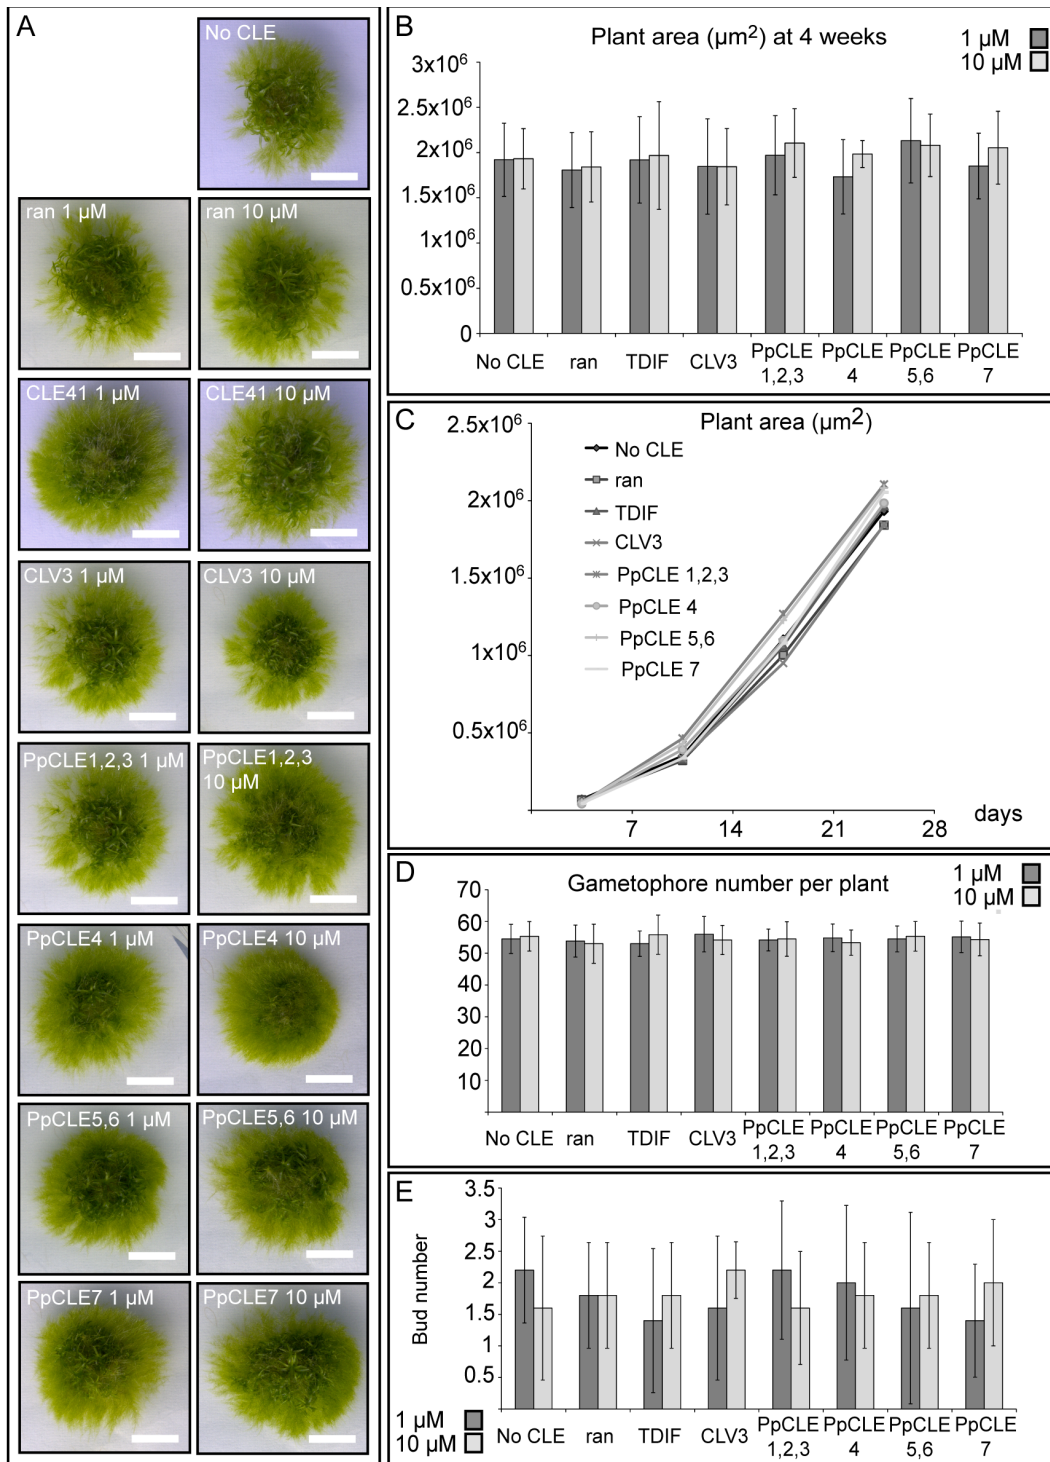 A
No CLE
ran 1 µM
ran 10 µM
CLE41 1 µM
CLE41 10 µM
CLV3 1 µM
CLV3 10 µM
PpCLE1,2,3 1 µM
PpCLE1,2,3
10 µM
PpCLE4 1 µM
PpCLE4 10 µM
PpCLE5,6 1 µM
PpCLE5,6 10 µM
PpCLE7 1 µM
PpCLE7 10 µM
B
Plant area (µm²) at 4 weeks
1 µM
10 µM
3x10⁶
2.5x10⁶
2x10⁶
1.5x10⁶
1x10⁶
0.5x10⁶
0
No CLE
ran
TDIF
CLV3
PpCLE
1,2,3
PpCLE
4
PpCLE
5,6
PpCLE
7
C
Plant area (µm²)
2.5x10⁶
2x10⁶
1.5x10⁶
1x10⁶
0.5x10⁶
No CLE
ran
TDIF
CLV3
PpCLE 1,2,3
PpCLE 4
PpCLE 5,6
PpCLE 7
7
14
21
28
days
D
Gametophore number per plant
1 µM
10 µM
70
60
50
40
30
20
10
No CLE
ran
TDIF
CLV3
PpCLE
1,2,3
PpCLE
4
PpCLE
5,6
PpCLE
7
E
Bud number
3.5
3
2.5
2
1.5
1
0.5
1 µM
10 µM
No CLE
ran
TDIF
CLV3
PpCLE
1,2,3
PpCLE
4
PpCLE
5,6
PpCLE
7